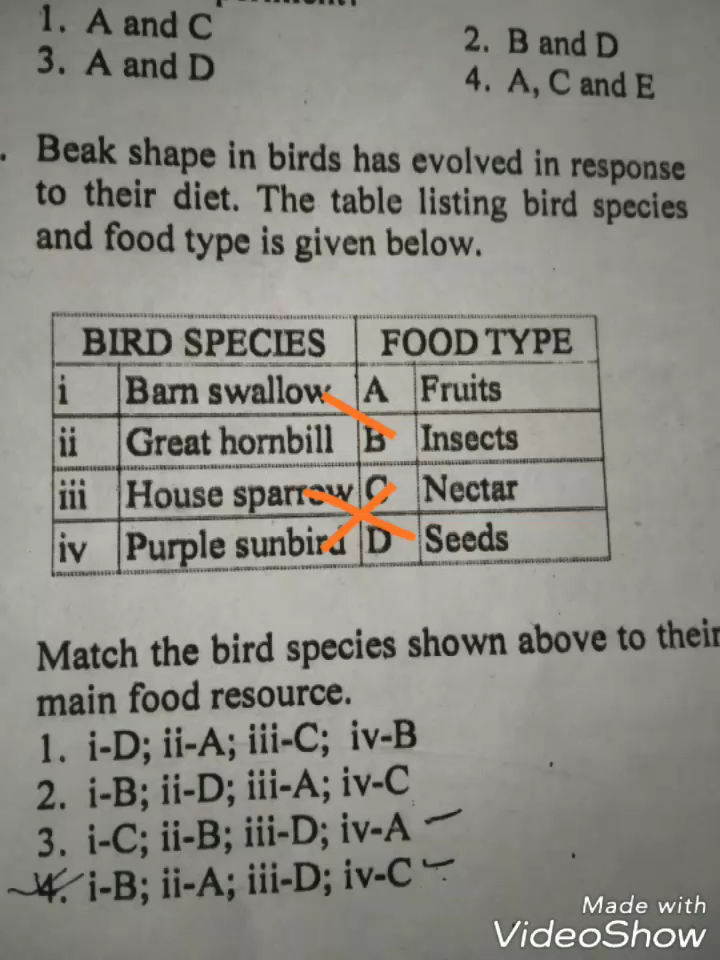 1. A and C
2. B and D
3. A and D
4. A, C and E
Beak shape in birds has evolved in response
to their diet. The table listing bird species
and food type is given below.
BIRD SPECIES FOOD TYPE
i Barn swallow A Fruits
ii Great hornbill B Insects
iii House sparrow C Nectar
iv Purple sunbird D Seeds
Match the bird species shown above to their
main food resource.
1. i-D; ii-A; iii-C; iv-B
2. i-B; ii-D; iii-A; iv-C
3. i-C; ii-B; iii-D; iv-A
4. i-B; ii-A; iii-D; iv-C
Made with
VideoShow